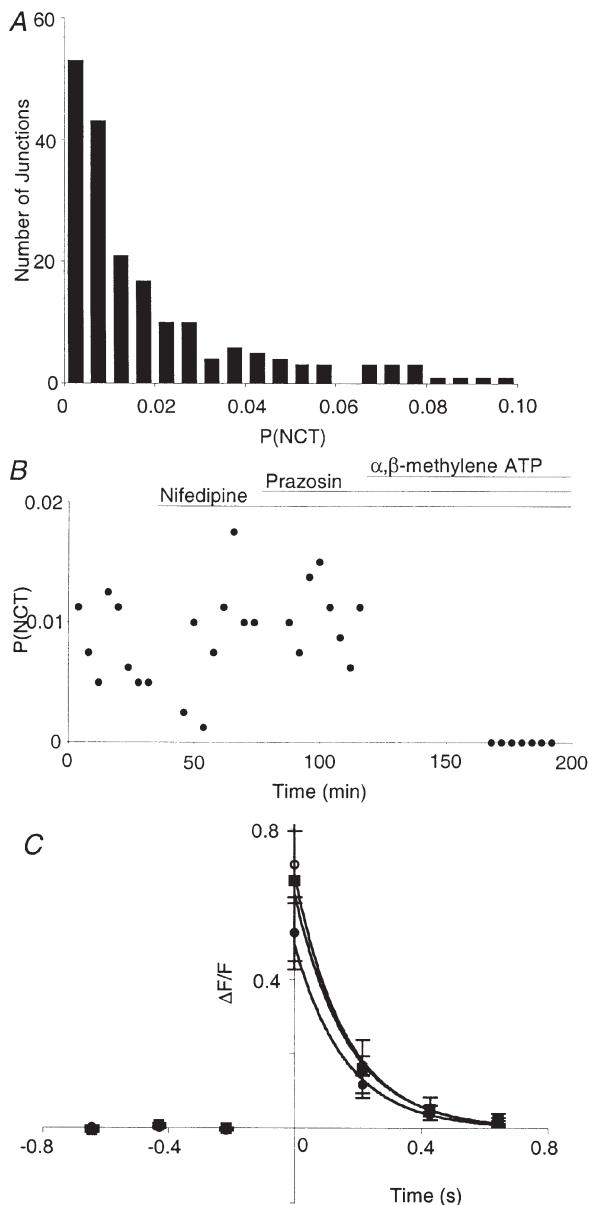 A
60
40
20
0
Number of Junctions
0
0.02
0.04
0.06
0.08
0.10
P(NCT)
B
α,β-methylene ATP
Prazosin
Nifedipine
0.02
0.01
0
P(NCT)
0
50
100
150
200
Time (min)
C
0.8
0.4
ΔF/F
-0.8
-0.4
0
0.4
0.8
Time (s)